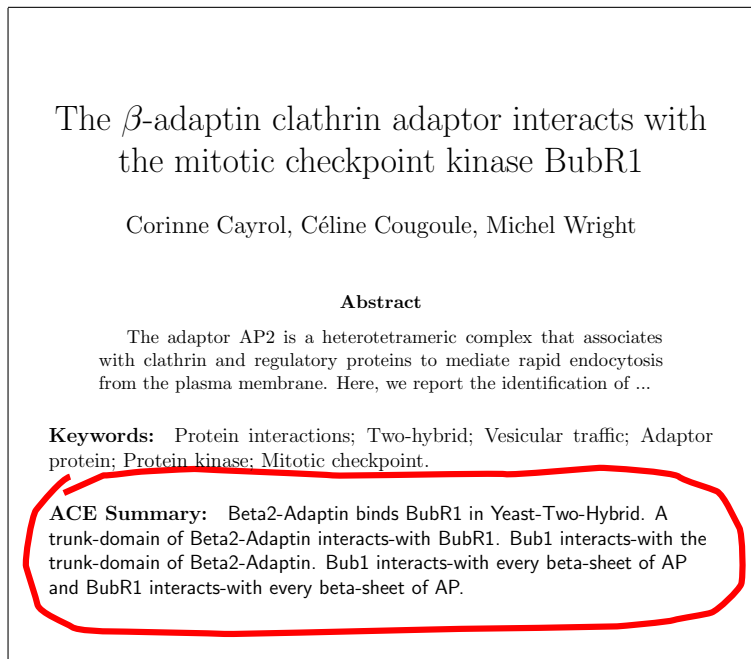 The β-adaptin clathrin adaptor interacts with
the mitotic checkpoint kinase BubR1
Corinne Cayrol, Céline Cougoule, Michel Wright
Abstract
The adaptor AP2 is a heterotetrameric complex that associates
with clathrin and regulatory proteins to mediate rapid endocytosis
from the plasma membrane. Here, we report the identification of ...
Keywords: Protein interactions; Two-hybrid; Vesicular traffic; Adaptor
protein; Protein kinase; Mitotic checkpoint.
ACE Summary: Beta2-Adaptin binds BubR1 in Yeast-Two-Hybrid. A
trunk-domain of Beta2-Adaptin interacts-with BubR1. Bub1 interacts-with the
trunk-domain of Beta2-Adaptin. Bub1 interacts-with every beta-sheet of AP
and BubR1 interacts-with every beta-sheet of AP.